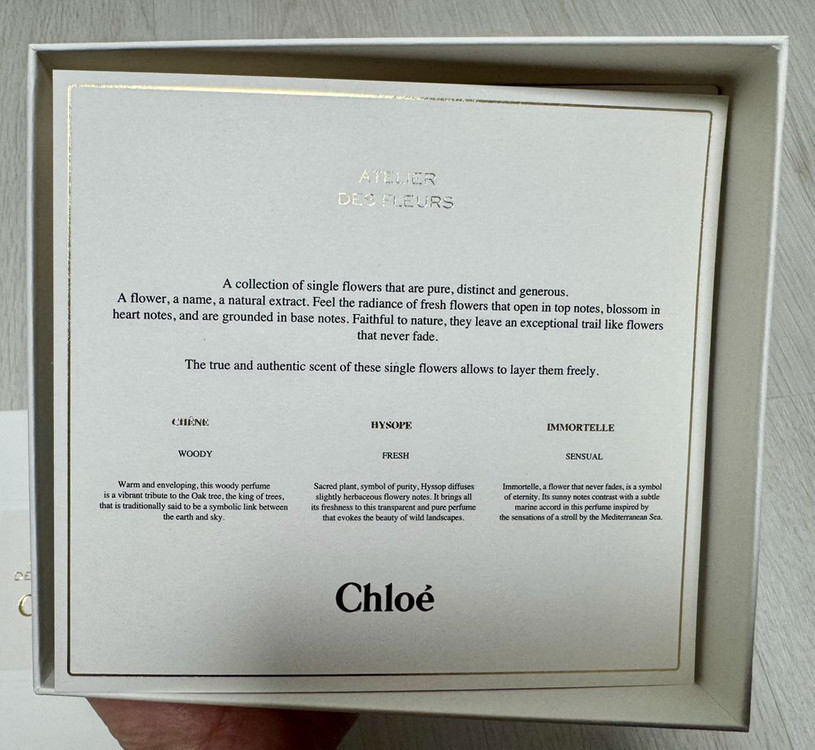 ATELIER
DES FLEURS
A collection of single flowers that are pure, distinct and generous.
A flower, a name, a natural extract. Feel the radiance of fresh flowers that open in top notes, blossom in
heart notes, and are grounded in base notes. Faithful to nature, they leave an exceptional trail like flowers
that never fade.
The true and authentic scent of these single flowers allows to layer them freely.
CHÊNE
WOODY
Warm and enveloping, this woody perfume
is a vibrant tribute to the Oak tree, the king of trees,
that is traditionally said to be a symbolic link between
the earth and sky.
HYSOPE
FRESH
Sacred plant, symbol of purity, Hyssop diffuses
slightly herbaceous flowery notes. It brings all
its freshness to this transparent and pure perfume
that evokes the beauty of wild landscapes.
IMMORTELLE
SENSUAL
Immortelle, a flower that never fades, is a symbol
of eternity. Its sunny notes contrast with a subtle
marine accord in this perfume inspired by
the sensations of a stroll by the Mediterranean Sea.
Chloé